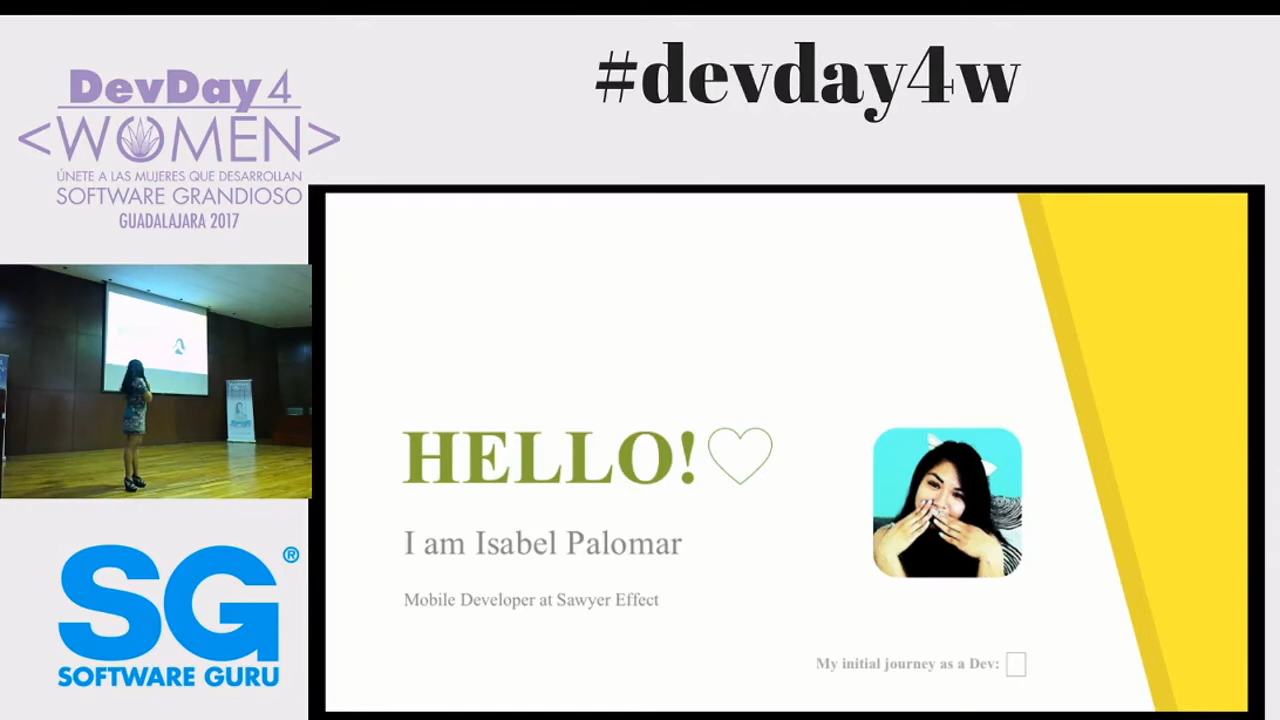 DevDay4
<WOMEN>
ÚNETE A LAS MUJERES QUE DESARROLLAN
SOFTWARE GRANDIOSO
GUADALAJARA 2017
#devday4w
HELLO!
I am Isabel Palomar
Mobile Developer at Sawyer Effect
My initial journey as a Dev:
SG®
SOFTWARE GURU